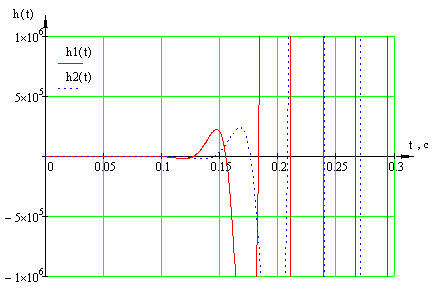 h(t)
1×10⁶
h1(t)
h2(t)
5×10⁵
t , c
0 0.05 0.1 0.15 0.2 0.25 0.3
− 5×10⁵
− 1×10⁶